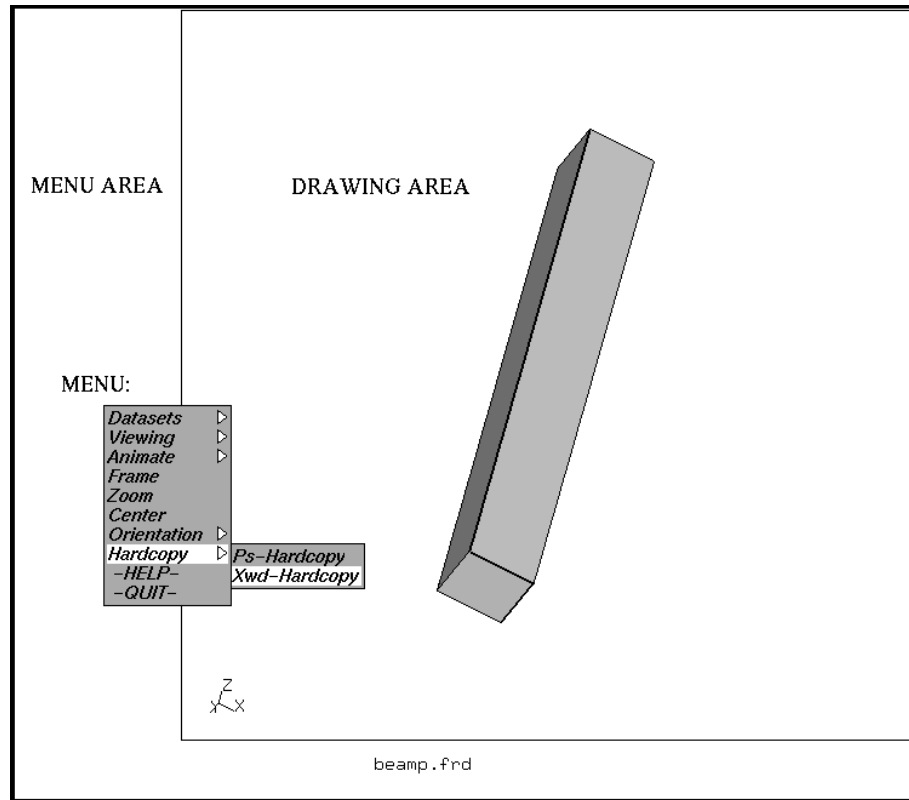 MENU AREA
DRAWING AREA
MENU:
Datasets
Viewing
Animate
Frame
Zoom
Center
Orientation
Hardcopy
Ps-Hardcopy
Xwd-Hardcopy
-HELP-
-QUIT-
Z
Y
X
beamp.frd